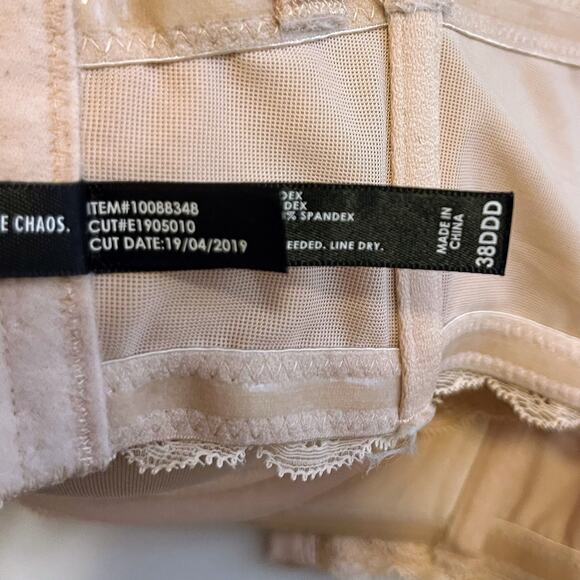 E CHAOS.
ITEM#10088348
CUT#E1905010
CUT DATE:19/04/2019
DEX
DEX
% SPANDEX
EEDED. LINE DRY.
MADE IN
CHINA
38DDD